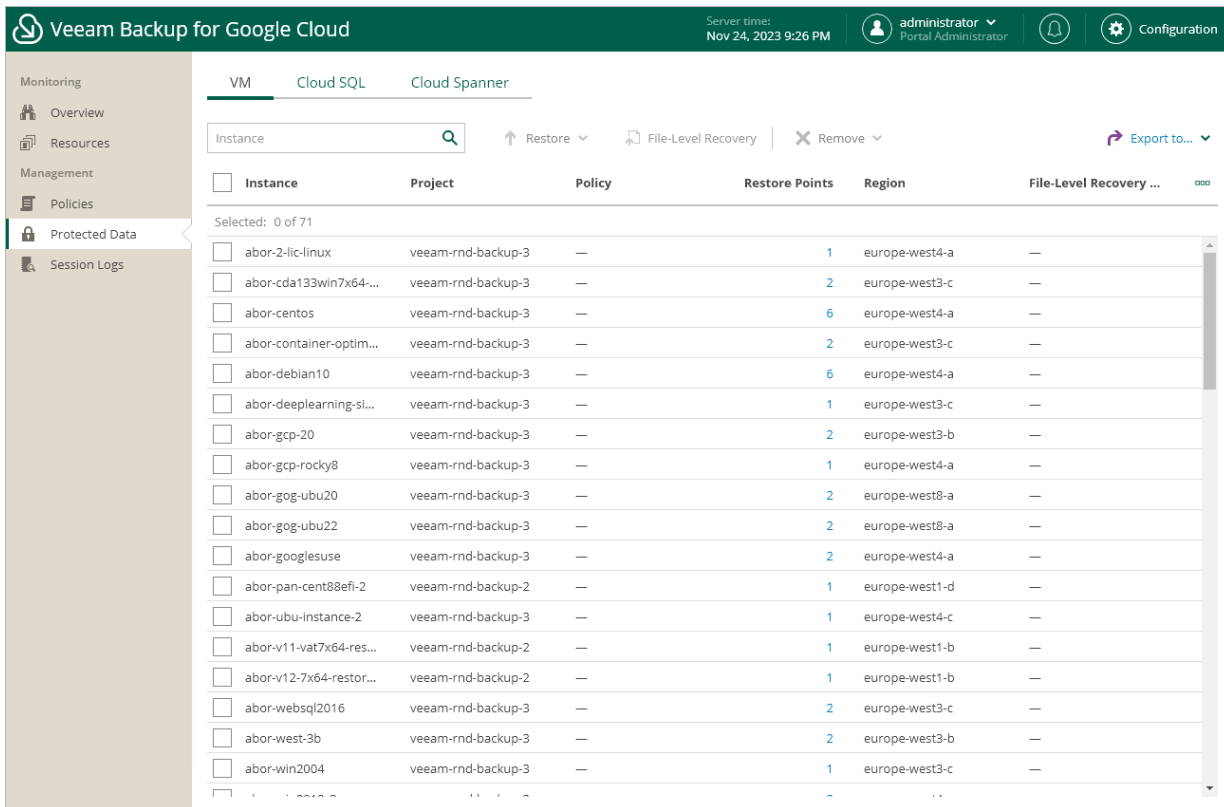 Veeam Backup for Google Cloud
Server time:
Nov 24, 2023 9:26 PM
administrator
Portal Administrator
Configuration
Monitoring
Overview
Resources
Management
Policies
Protected Data
Session Logs
VM Cloud SQL Cloud Spanner
Instance Restore File-Level Recovery Remove Export to...
Instance Project Policy Restore Points Region File-Level Recovery ...
Selected: 0 of 71
abor-2-lic-linux veeam-rnd-backup-3 — 1 europe-west4-a —
abor-cda133win7x64-... veeam-rnd-backup-3 — 2 europe-west3-c —
abor-centos veeam-rnd-backup-3 — 6 europe-west4-a —
abor-container-optim... veeam-rnd-backup-3 — 2 europe-west3-c —
abor-debian10 veeam-rnd-backup-3 — 6 europe-west4-a —
abor-deeplearning-si... veeam-rnd-backup-3 — 1 europe-west3-c —
abor-gcp-20 veeam-rnd-backup-3 — 2 europe-west3-b —
abor-gcp-rocky8 veeam-rnd-backup-3 — 1 europe-west4-a —
abor-gog-ubu20 veeam-rnd-backup-3 — 2 europe-west8-a —
abor-gog-ubu22 veeam-rnd-backup-3 — 2 europe-west8-a —
abor-googlesuse veeam-rnd-backup-3 — 2 europe-west4-a —
abor-pan-cent88efi-2 veeam-rnd-backup-2 — 1 europe-west1-d —
abor-ubu-instance-2 veeam-rnd-backup-3 — 1 europe-west4-c —
abor-v11-vat7x64-res... veeam-rnd-backup-2 — 1 europe-west1-b —
abor-v12-7x64-restor... veeam-rnd-backup-2 — 1 europe-west1-b —
abor-websql2016 veeam-rnd-backup-3 — 2 europe-west3-c —
abor-west-3b veeam-rnd-backup-3 — 2 europe-west3-b —
abor-win2004 veeam-rnd-backup-3 — 1 europe-west3-c —